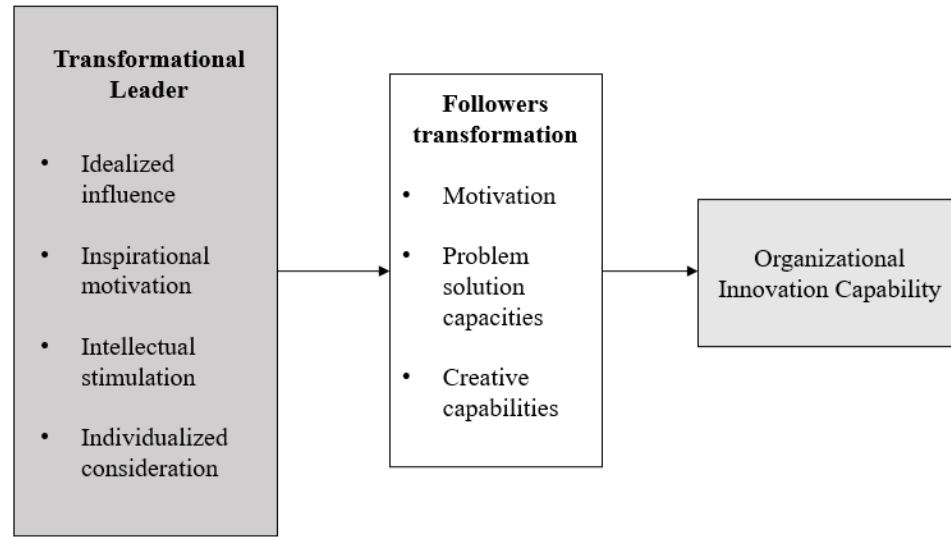 Transformational
Leader
• Idealized
influence
• Inspirational
motivation
• Intellectual
stimulation
• Individualized
consideration
Followers
transformation
• Motivation
• Problem
solution
capacities
• Creative
capabilities
Organizational
Innovation Capability